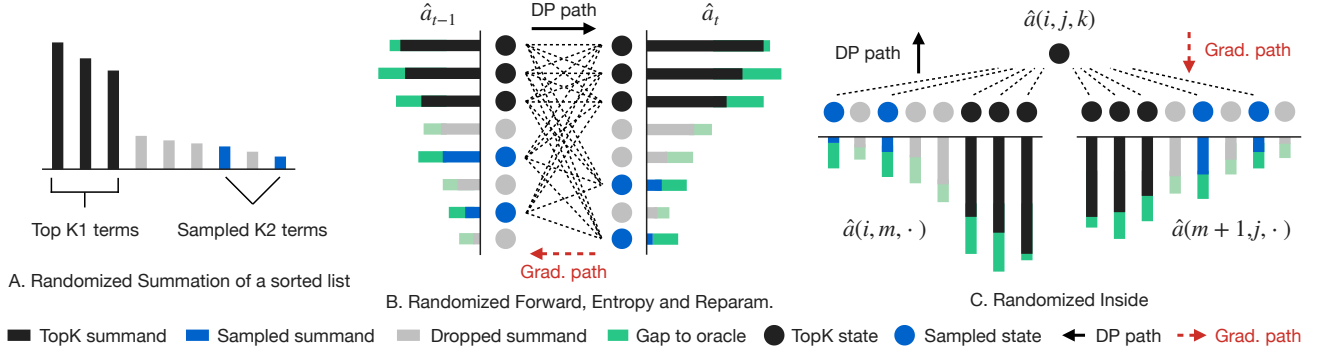 Top K1 terms
Sampled K2 terms
A. Randomized Summation of a sorted list
â_{t−1}
DP path
â_t
Grad. path
B. Randomized Forward, Entropy and Reparam.
â(i, j, k)
DP path
Grad. path
â(i, m, ·)
â(m + 1,j, ·)
C. Randomized Inside
TopK summand
Sampled summand
Dropped summand
Gap to oracle
TopK state
Sampled state
DP path
Grad. path